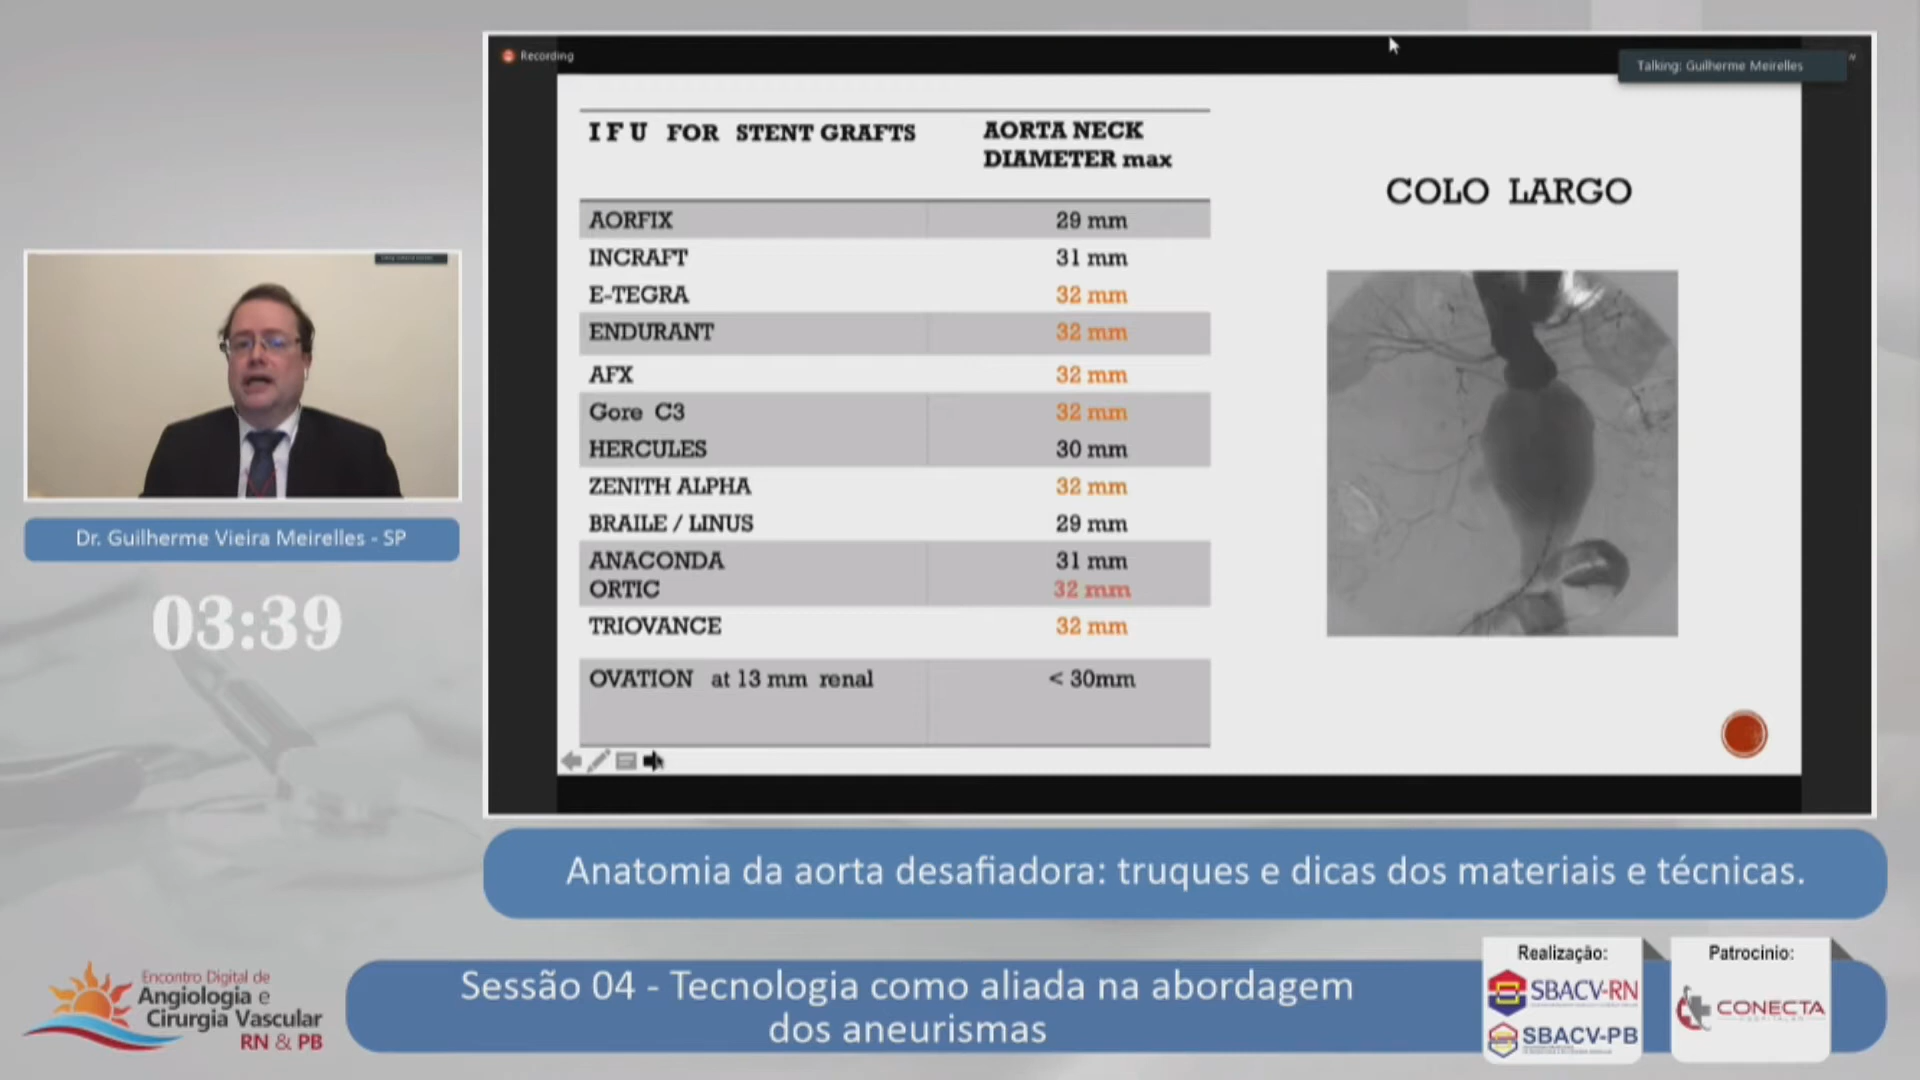 Recording
Talking: Guilherme Meirelles
I F U FOR STENT GRAFTS
AORTA NECK
DIAMETER max
AORFIX 29 mm
INCRAFT 31 mm
E-TEGRA 32 mm
ENDURANT 32 mm
AFX 32 mm
Gore C3 32 mm
HERCULES 30 mm
ZENITH ALPHA 32 mm
BRAILE / LINUS 29 mm
ANACONDA 31 mm
ORTIC 32 mm
TRIOVANCE 32 mm
OVATION at 13 mm renal < 30mm
COLO LARGO
Dr. Guilherme Vieira Meirelles - SP
03:39
Anatomia da aorta desafiadora: truques e dicas dos materiais e técnicas.
Encontro Digital de
Angiologia e
Cirurgia Vascular
RN & PB
Sessão 04 - Tecnologia como aliada na abordagem
dos aneurismas
Realização:
SBACV-RN
SBACV-PB
Patrocinio:
CONECTA